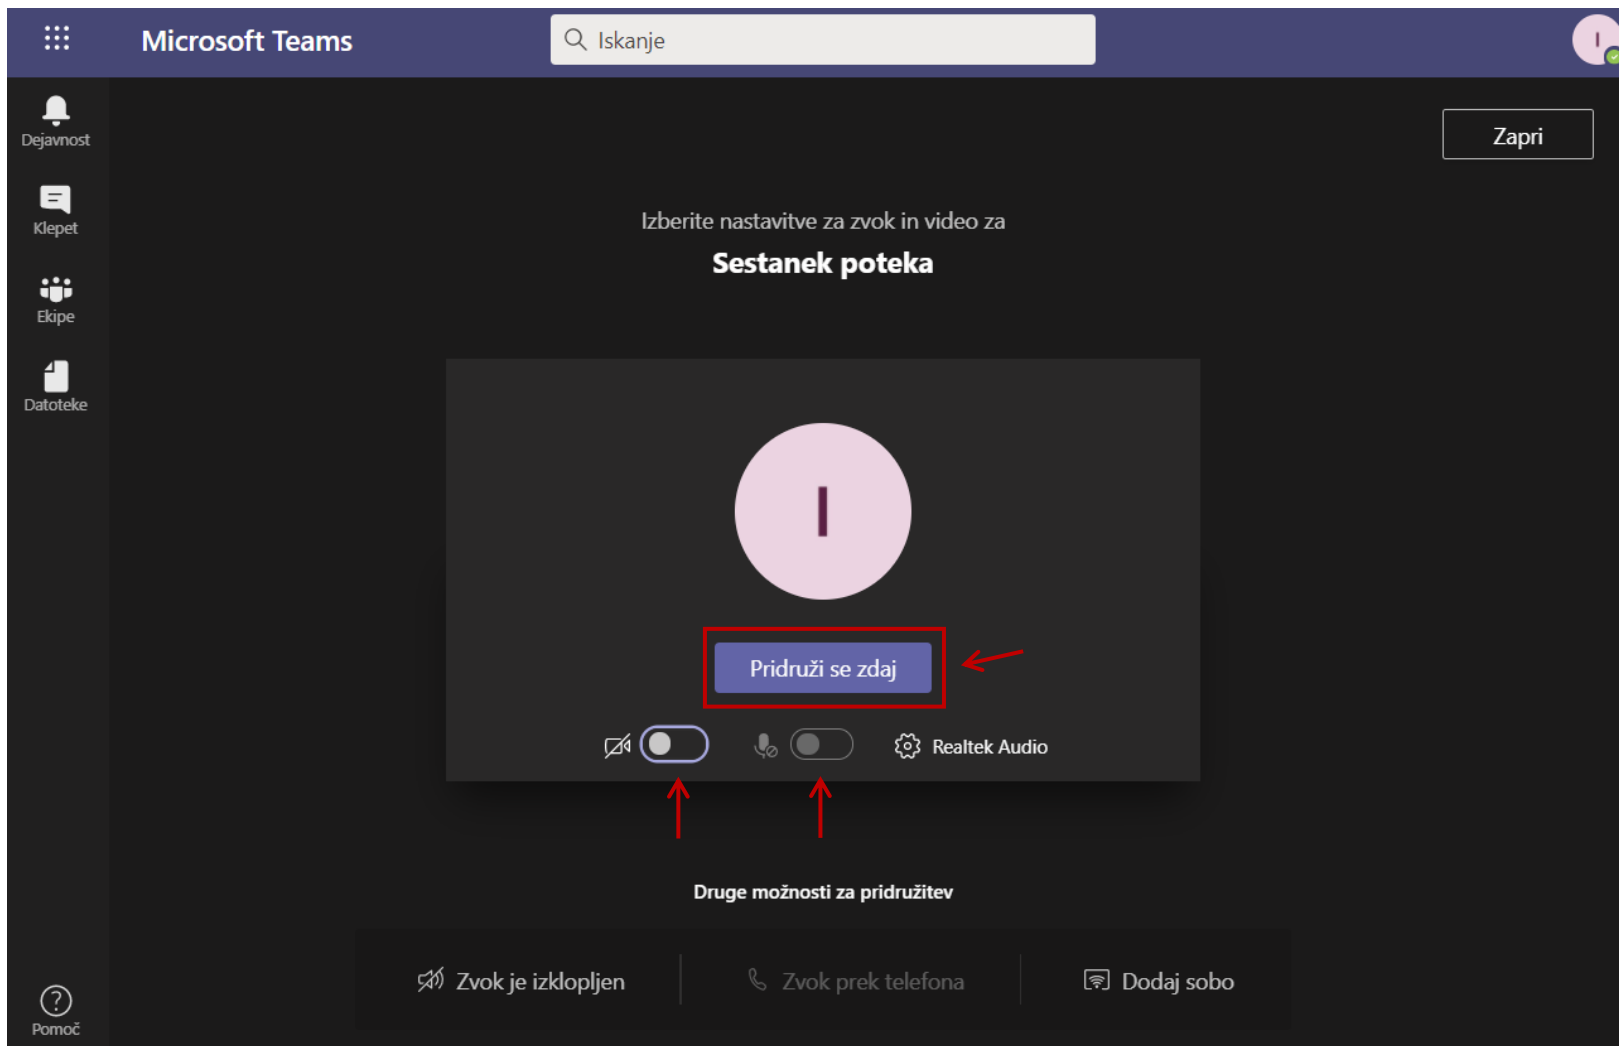 Microsoft Teams
Iskanje
I
Dejavnost
Klepet
Ekipe
Datoteke
Zapri
Izberite nastavitve za zvok in video za
Sestanek poteka
I
Pridruži se zdaj
Realtek Audio
Druge možnosti za pridružitev
Zvok je izklopljen
Zvok prek telefona
Dodaj sobo
Pomoč